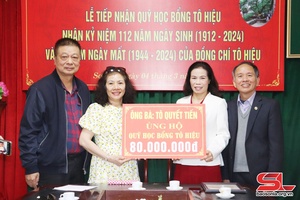 LỄ TIẾP NHẬN QUỸ HỌC BỔNG TÔ HIỆU
NHÂN KỶ NIỆM 112 NĂM NGÀY SINH (1912 - 2024)
NĂM NGÀY MẤT (1944 - 2024) CỦA ĐỒNG CHÍ TÔ HIỆU
ÔNG BÀ: TÔ QUYẾT TIẾN
ỦNG HỘ
QUỸ HỌC BỔNG TÔ HIỆU
80.000.000đ